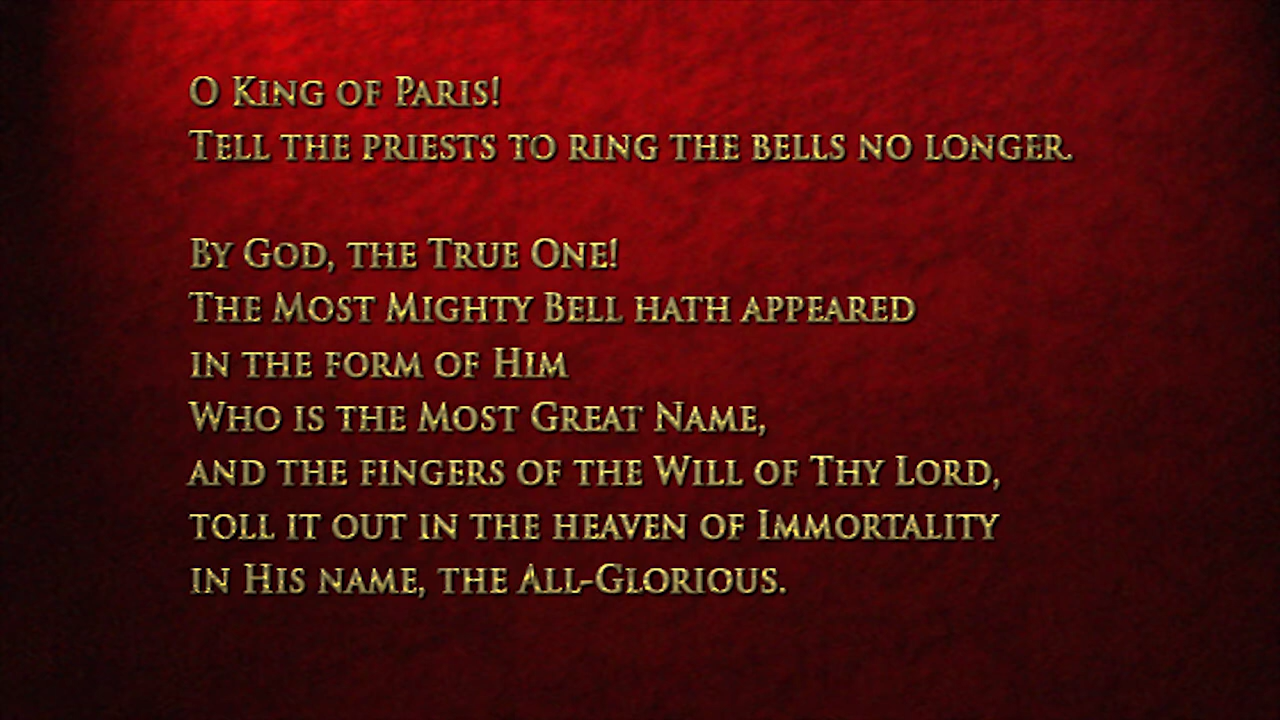 O King of Paris!
Tell the priests to ring the bells no longer.
By God, the True One!
The Most Mighty Bell hath appeared
in the form of Him
Who is the Most Great Name,
and the fingers of the Will of Thy Lord,
toll it out in the heaven of Immortality
in His name, the All-Glorious.